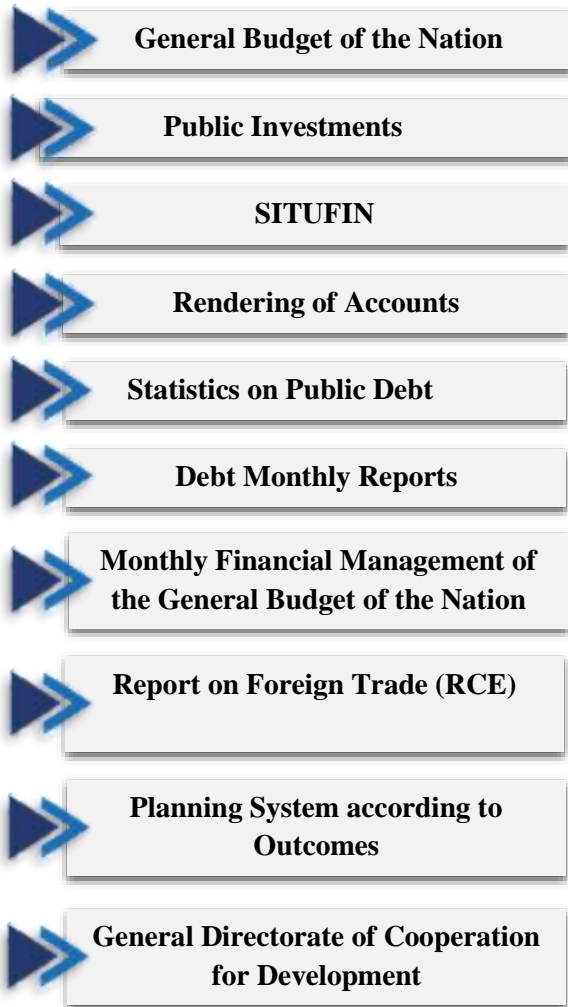 General Budget of the Nation
Public Investments
SITUFIN
Rendering of Accounts
Statistics on Public Debt
Debt Monthly Reports
Monthly Financial Management of
the General Budget of the Nation
Report on Foreign Trade (RCE)
Planning System according to
Outcomes
General Directorate of Cooperation
for Development